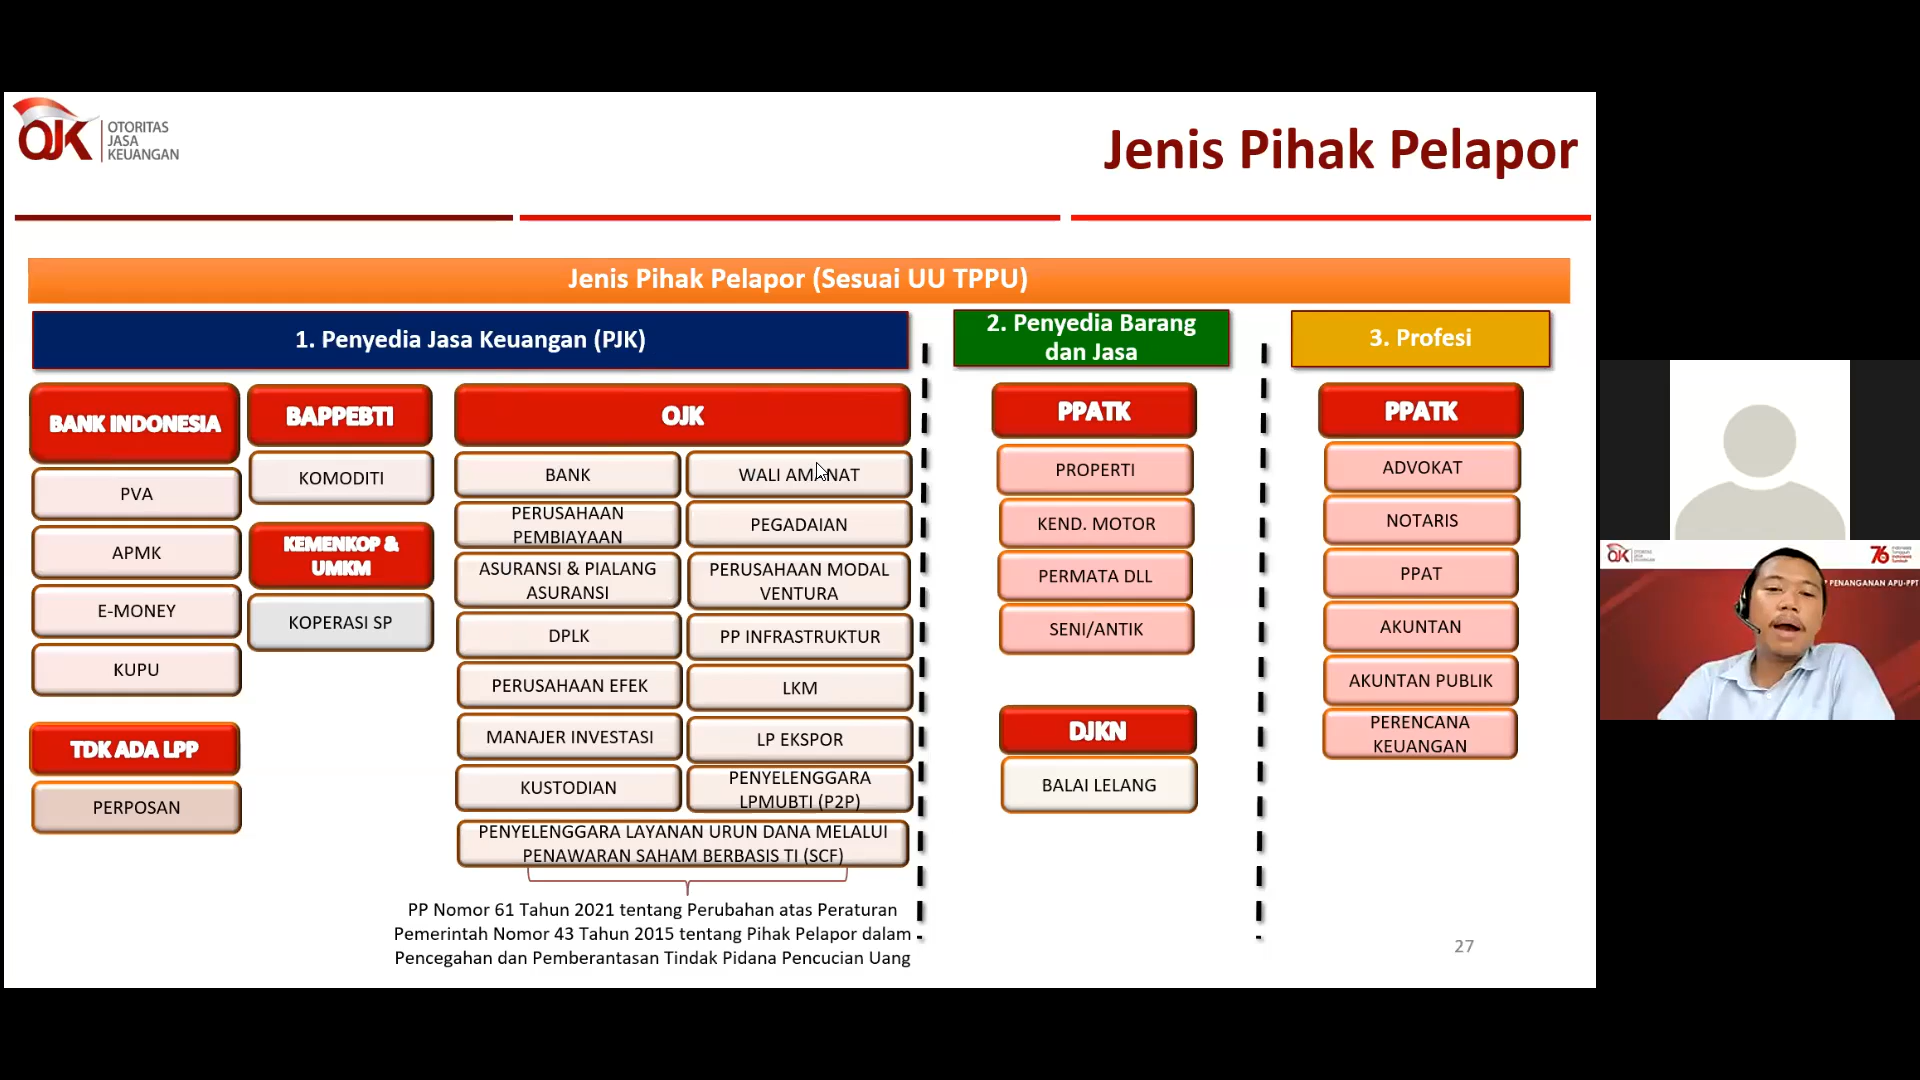 OJK
OTORITAS
JASA
KEUANGAN
Jenis Pihak Pelapor
Jenis Pihak Pelapor (Sesuai UU TPPU)
1. Penyedia Jasa Keuangan (PJK)
BANK INDONESIA
PVA
APMK
E-MONEY
KUPU
TDK ADA LPP
PERPOSAN
BAPPEBTI
KOMODITI
KEMENKOP &
UMKM
KOPERASI SP
OJK
BANK
PERUSAHAAN
PEMBIAYAAN
ASURANSI & PIALANG
ASURANSI
DPLK
PERUSAHAAN EFEK
MANAJER INVESTASI
KUSTODIAN
WALI AMANAT
PEGADAIAN
PERUSAHAAN MODAL
VENTURA
PP INFRASTRUKTUR
LKM
LP EKSPOR
PENYELENGGARA
LPMUBTI (P2P)
PENYELENGGARA LAYANAN URUN DANA MELALUI
PENAWARAN SAHAM BERBASIS TI (SCF)
PP Nomor 61 Tahun 2021 tentang Perubahan atas Peraturan
Pemerintah Nomor 43 Tahun 2015 tentang Pihak Pelapor dalam
Pencegahan dan Pemberantasan Tindak Pidana Pencucian Uang
2. Penyedia Barang
dan Jasa
PPATK
PROPERTI
KEND. MOTOR
PERMATA DLL
SENI/ANTIK
DJKN
BALAI LELANG
3. Profesi
PPATK
ADVOKAT
NOTARIS
PPAT
AKUNTAN
AKUNTAN PUBLIK
PERENCANA
KEUANGAN
27
OJK
76
PENANGANAN APU-PPT